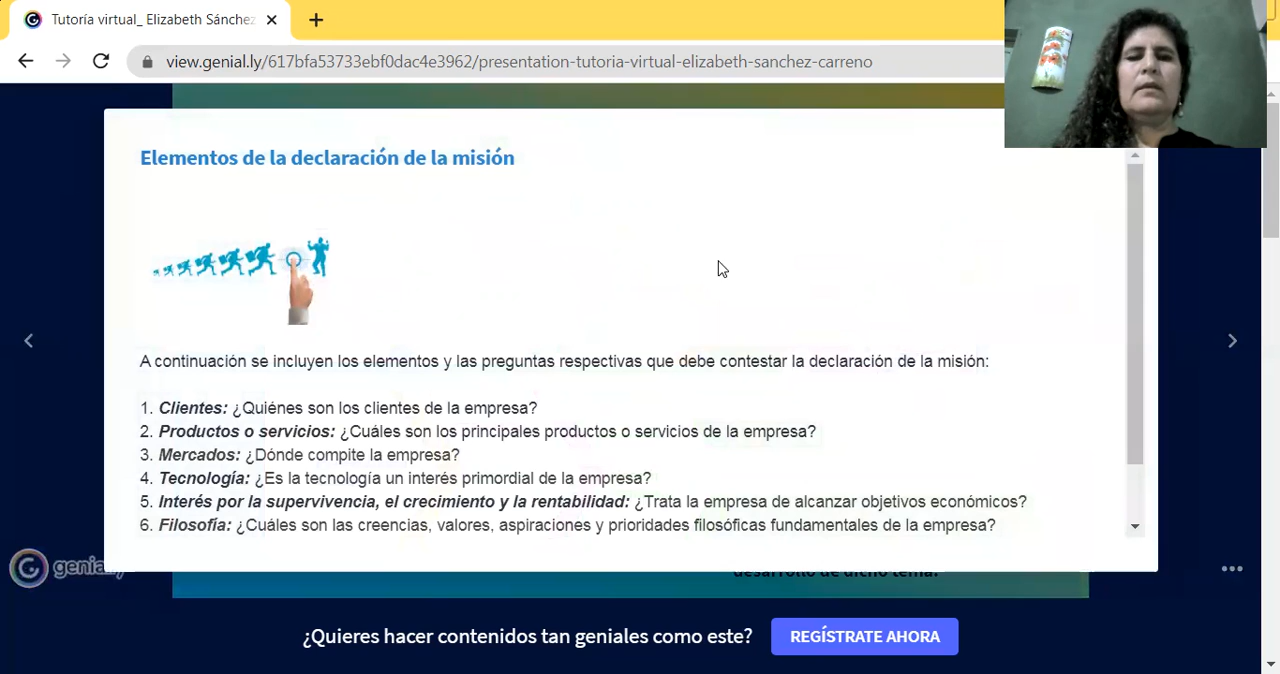 Tutoría virtual_ Elizabeth Sánchez
view.genial.ly/617bfa53733ebf0dac4e3962/presentation-tutoria-virtual-elizabeth-sanchez-carreno
Elementos de la declaración de la misión
A continuación se incluyen los elementos y las preguntas respectivas que debe contestar la declaración de la misión:
1. Clientes: ¿Quiénes son los clientes de la empresa?
2. Productos o servicios: ¿Cuáles son los principales productos o servicios de la empresa?
3. Mercados: ¿Dónde compite la empresa?
4. Tecnología: ¿Es la tecnología un interés primordial de la empresa?
5. Interés por la supervivencia, el crecimiento y la rentabilidad: ¿Trata la empresa de alcanzar objetivos económicos?
6. Filosofía: ¿Cuáles son las creencias, valores, aspiraciones y prioridades filosóficas fundamentales de la empresa?
genially
desarrollo de dicho tema.
¿Quieres hacer contenidos tan geniales como este?
REGÍSTRATE AHORA